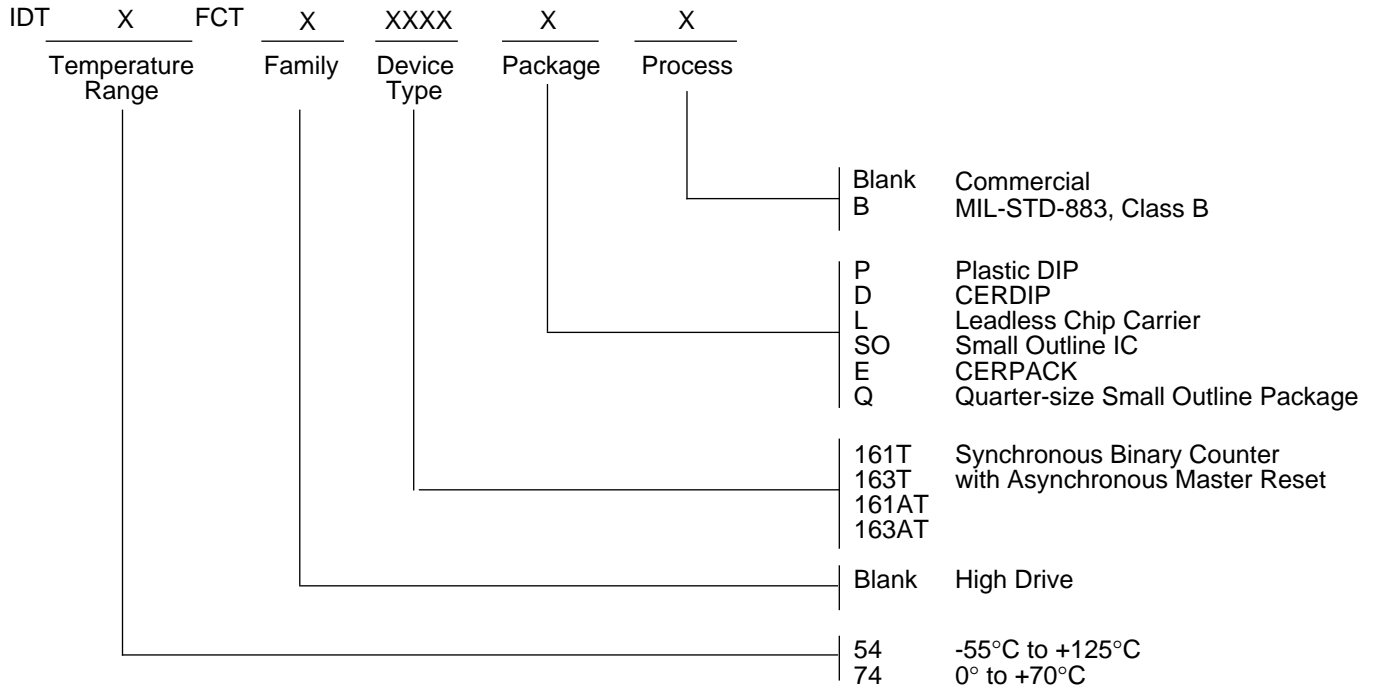 IDT X FCT X XXXX X X
Temperature Range
Family
Device Type
Package
Process
Blank Commercial
B MIL-STD-883, Class B
P Plastic DIP
D CERDIP
L Leadless Chip Carrier
SO Small Outline IC
E CERPACK
Q Quarter-size Small Outline Package
161T Synchronous Binary Counter
163T with Asynchronous Master Reset
161AT
163AT
Blank High Drive
54 -55°C to +125°C
74 0° to +70°C